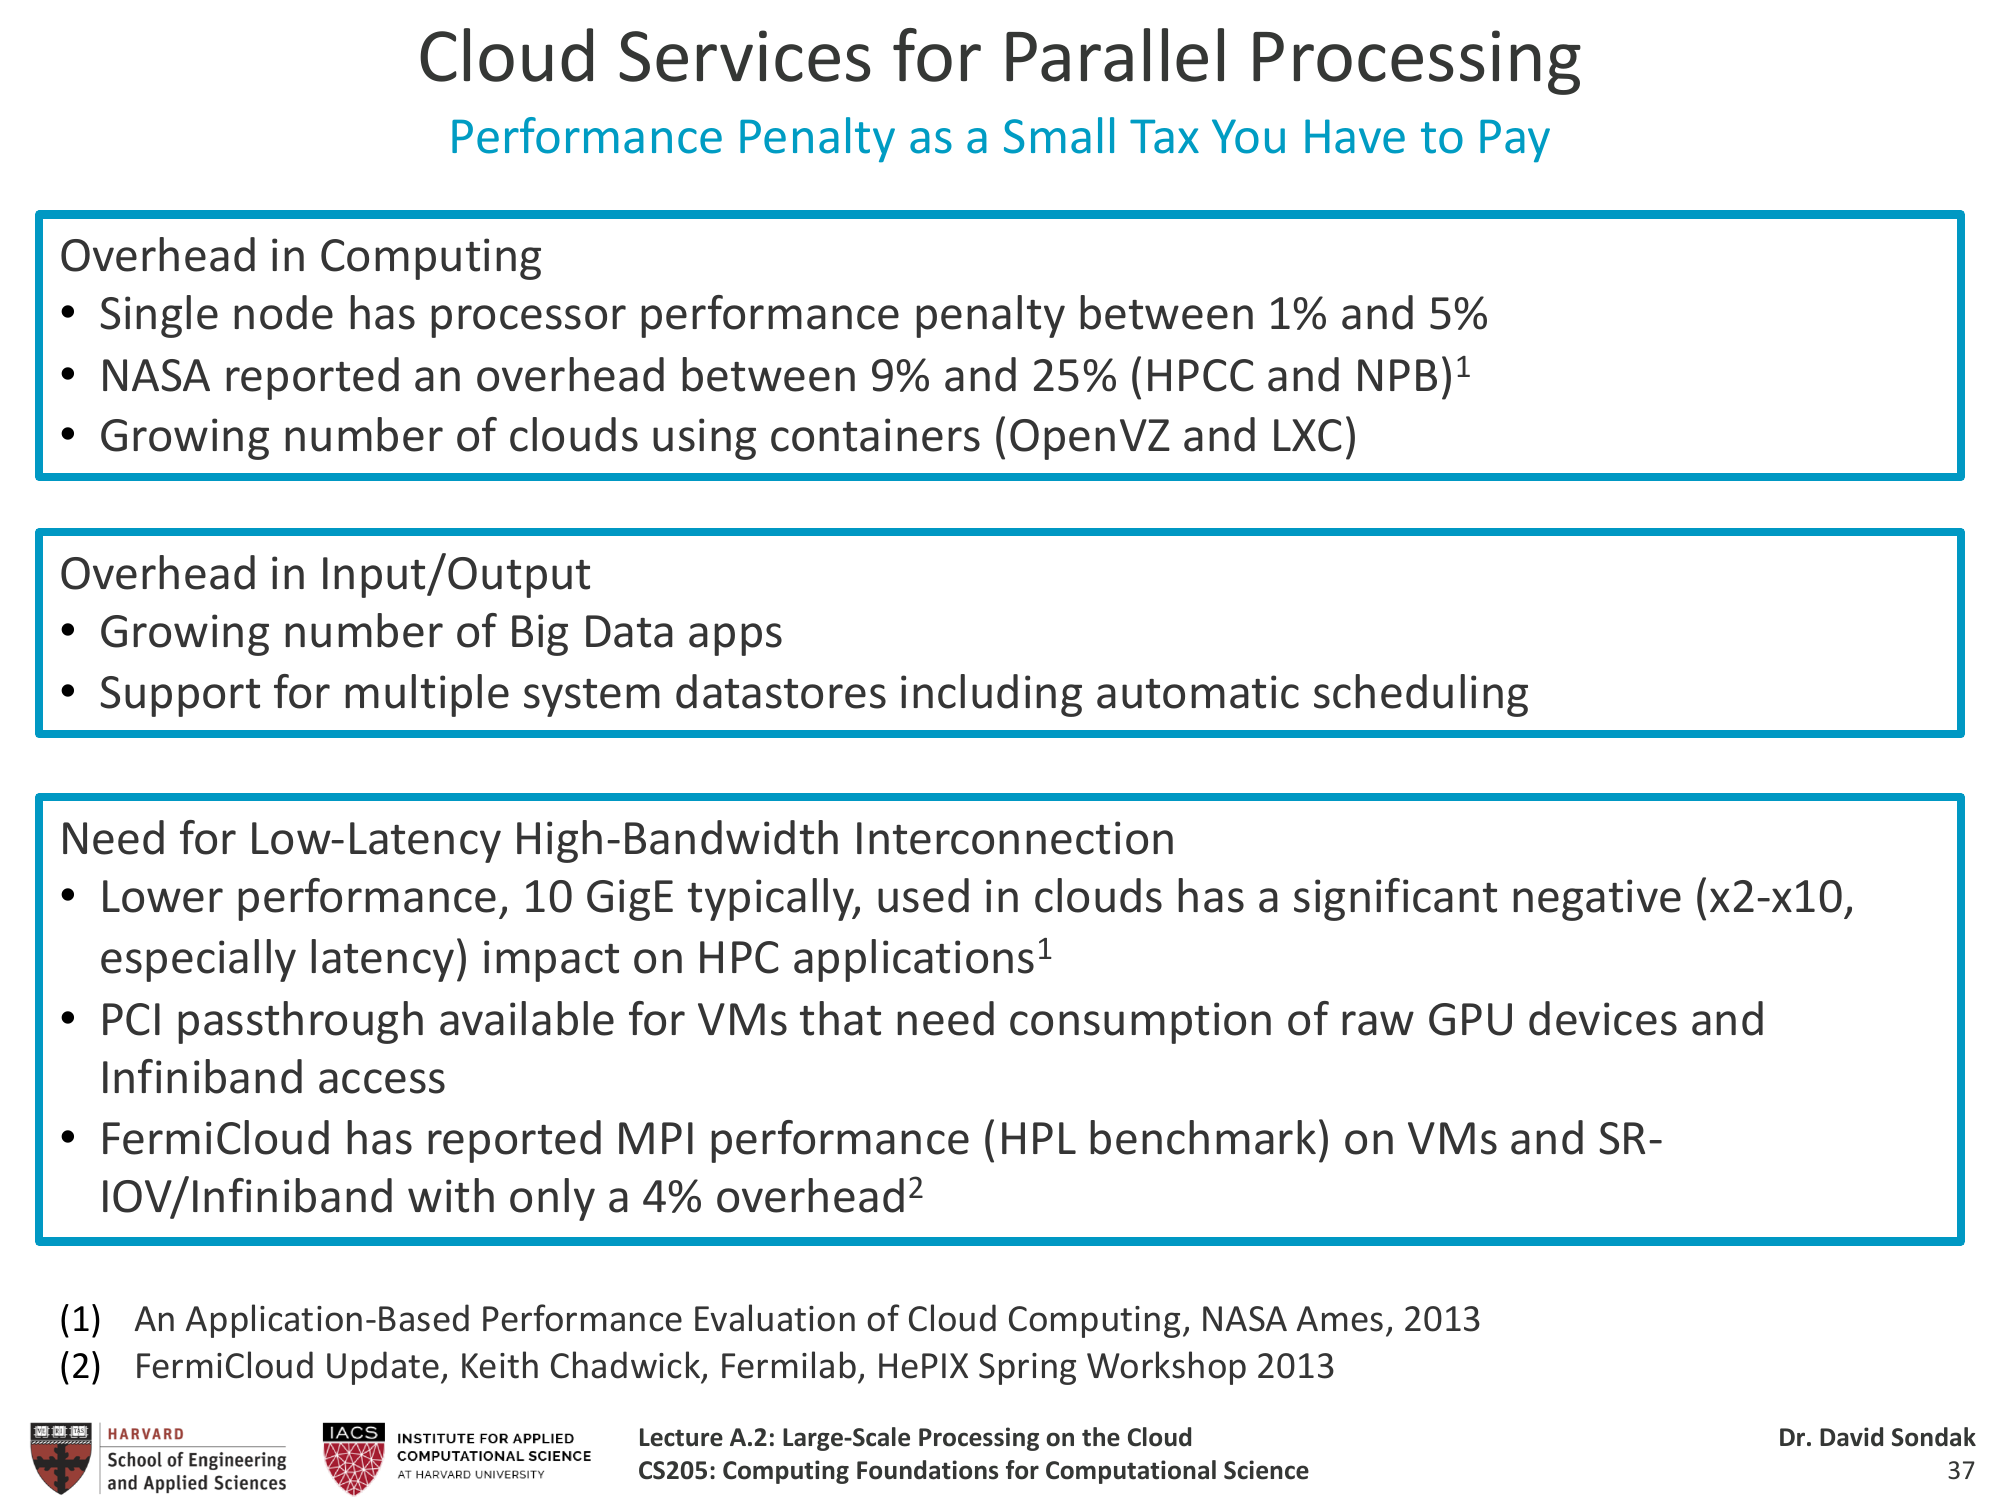 Cloud Services for Parallel Processing
Performance Penalty as a Small Tax You Have to Pay
Overhead in Computing
• Single node has processor performance penalty between 1% and 5%
• NASA reported an overhead between 9% and 25% (HPCC and NPB)1
• Growing number of clouds using containers (OpenVZ and LXC)
Overhead in Input/Output
• Growing number of Big Data apps
• Support for multiple system datastores including automatic scheduling
Need for Low-Latency High-Bandwidth Interconnection
• Lower performance, 10 GigE typically, used in clouds has a significant negative (x2-x10,
especially latency) impact on HPC applications1
• PCI passthrough available for VMs that need consumption of raw GPU devices and
Infiniband access
• FermiCloud has reported MPI performance (HPL benchmark) on VMs and SR-
IOV/Infiniband with only a 4% overhead2
(1) An Application-Based Performance Evaluation of Cloud Computing, NASA Ames, 2013
(2) FermiCloud Update, Keith Chadwick, Fermilab, HePIX Spring Workshop 2013
HARVARD
School of Engineering
and Applied Sciences
IACS
INSTITUTE FOR APPLIED
COMPUTATIONAL SCIENCE
AT HARVARD UNIVERSITY
Lecture A.2: Large-Scale Processing on the Cloud
CS205: Computing Foundations for Computational Science
Dr. David Sondak
37